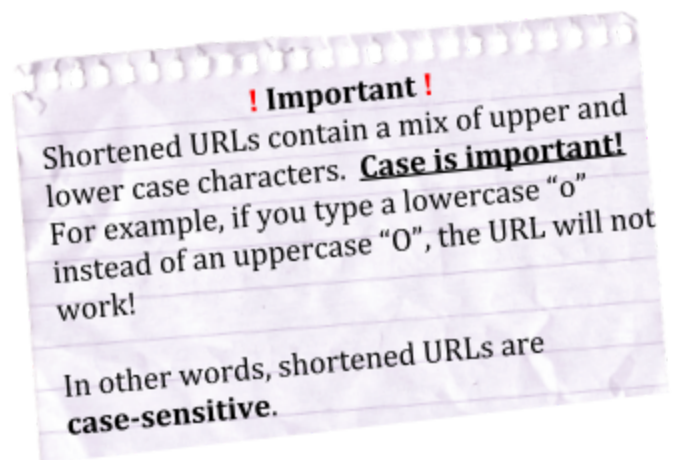 ! Important !
Shortened URLs contain a mix of upper and
lower case characters. Case is important!
For example, if you type a lowercase “o”
instead of an uppercase “O”, the URL will not
work!
In other words, shortened URLs are
case-sensitive.